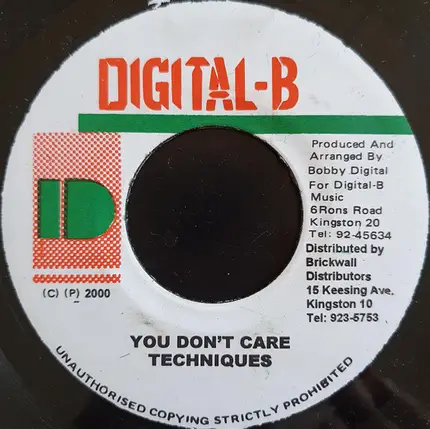 DIGITAL-B
Produced And
Arranged By
Bobby Digital
For Digital-B
Music
6Rons Road
Kingston 20
Tel: 92-45634
Distributed by
Brickwall
Distributors
15 Keesing Ave.
Kingston 10
Tel: 923-5753
D
(C) (P) 2000
YOU DON'T CARE
TECHNIQUES
UNAUTHORISED COPYING STRICTLY PROHIBITED